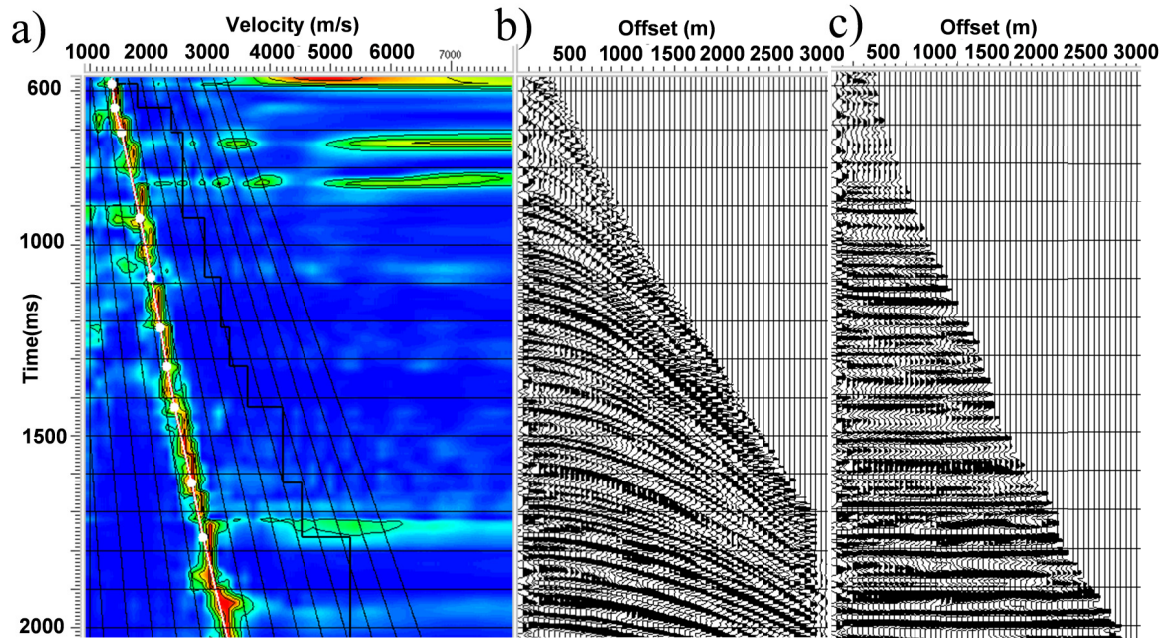 a)
Velocity (m/s)
1000 2000 3000 4000 5000 6000 7000
Time(ms)
600
1000
1500
2000
b)
Offset (m)
500 1000 1500 2000 2500 3000
c)
Offset (m)
500 1000 1500 2000 2500 3000